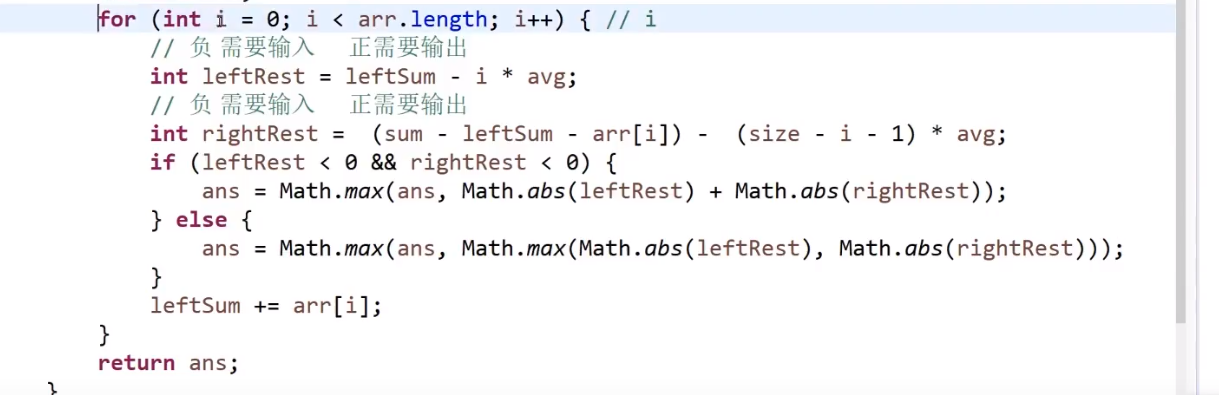 for (int i = 0; i < arr.length; i++) { // i
// 负 需要输入 正需要输出
int leftRest = leftSum - i * avg;
// 负 需要输入 正需要输出
int rightRest = (sum - leftSum - arr[i]) - (size - i - 1) * avg;
if (leftRest < 0 && rightRest < 0) {
ans = Math.max(ans, Math.abs(leftRest) + Math.abs(rightRest));
} else {
ans = Math.max(ans, Math.max(Math.abs(leftRest), Math.abs(rightRest)));
}
leftSum += arr[i];
}
return ans;
}